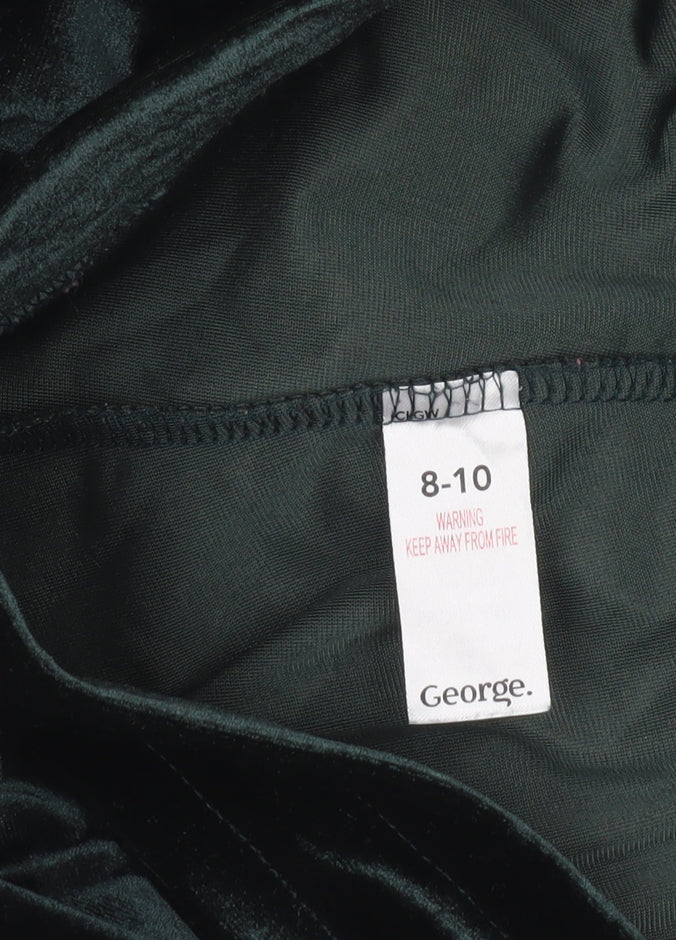 8-10
WARNING
KEEP AWAY FROM FIRE
George.